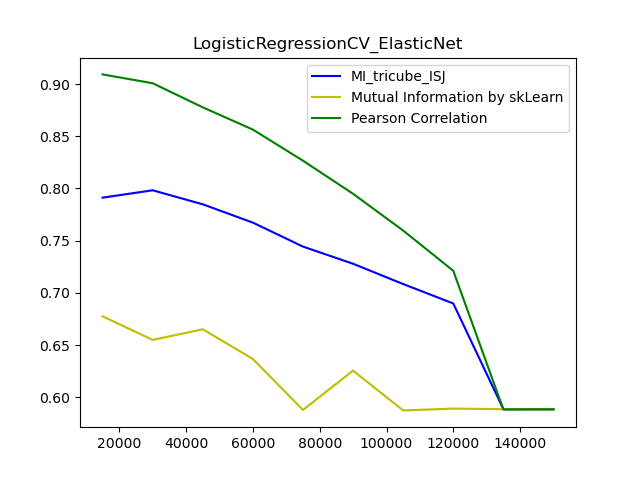 LogisticRegressionCV_ElasticNet
MI_tricube_ISJ
Mutual Information by skLearn
Pearson Correlation
0.90
0.85
0.80
0.75
0.70
0.65
0.60
20000 40000 60000 80000 100000 120000 140000